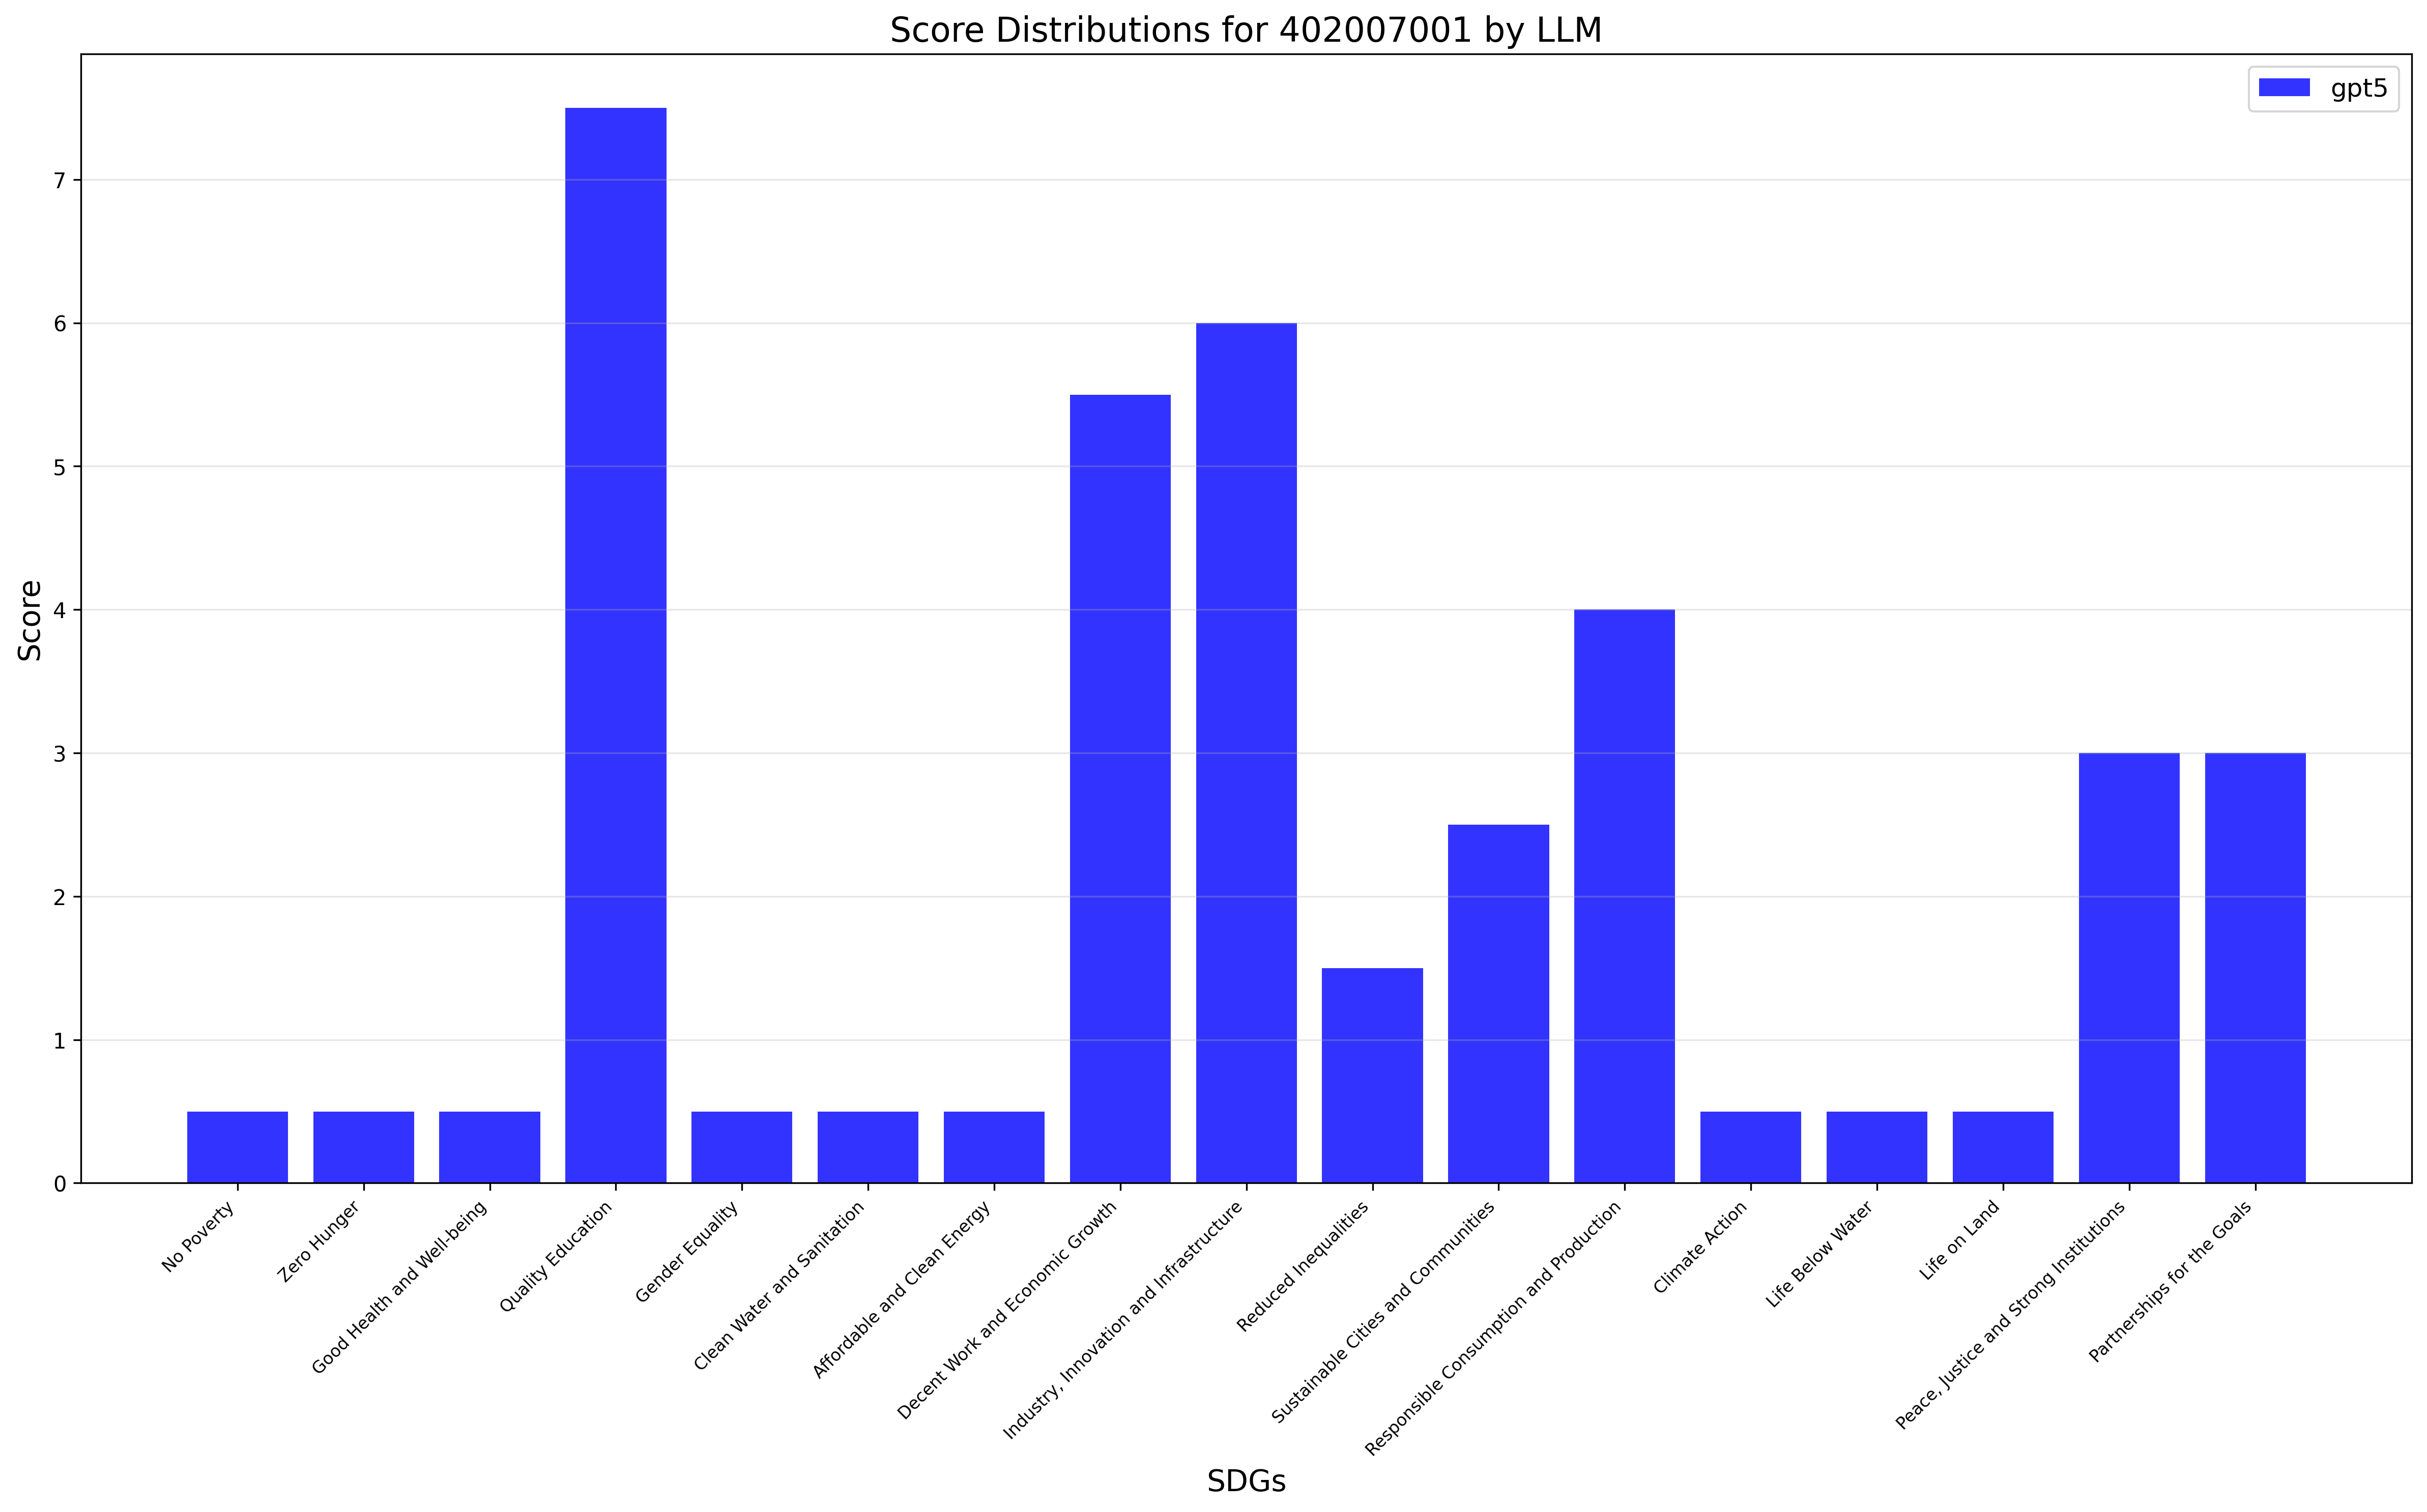 Score Distributions for 402007001 by LLM
gpt5
Score
7
6
5
4
3
2
1
0
No Poverty
Zero Hunger
Good Health and Well-being
Quality Education
Gender Equality
Clean Water and Sanitation
Affordable and Clean Energy
Decent Work and Economic Growth
Industry, Innovation and Infrastructure
Reduced Inequalities
Sustainable Cities and Communities
Responsible Consumption and Production
Climate Action
Life Below Water
Life on Land
Peace, Justice and Strong Institutions
Partnerships for the Goals
SDGs